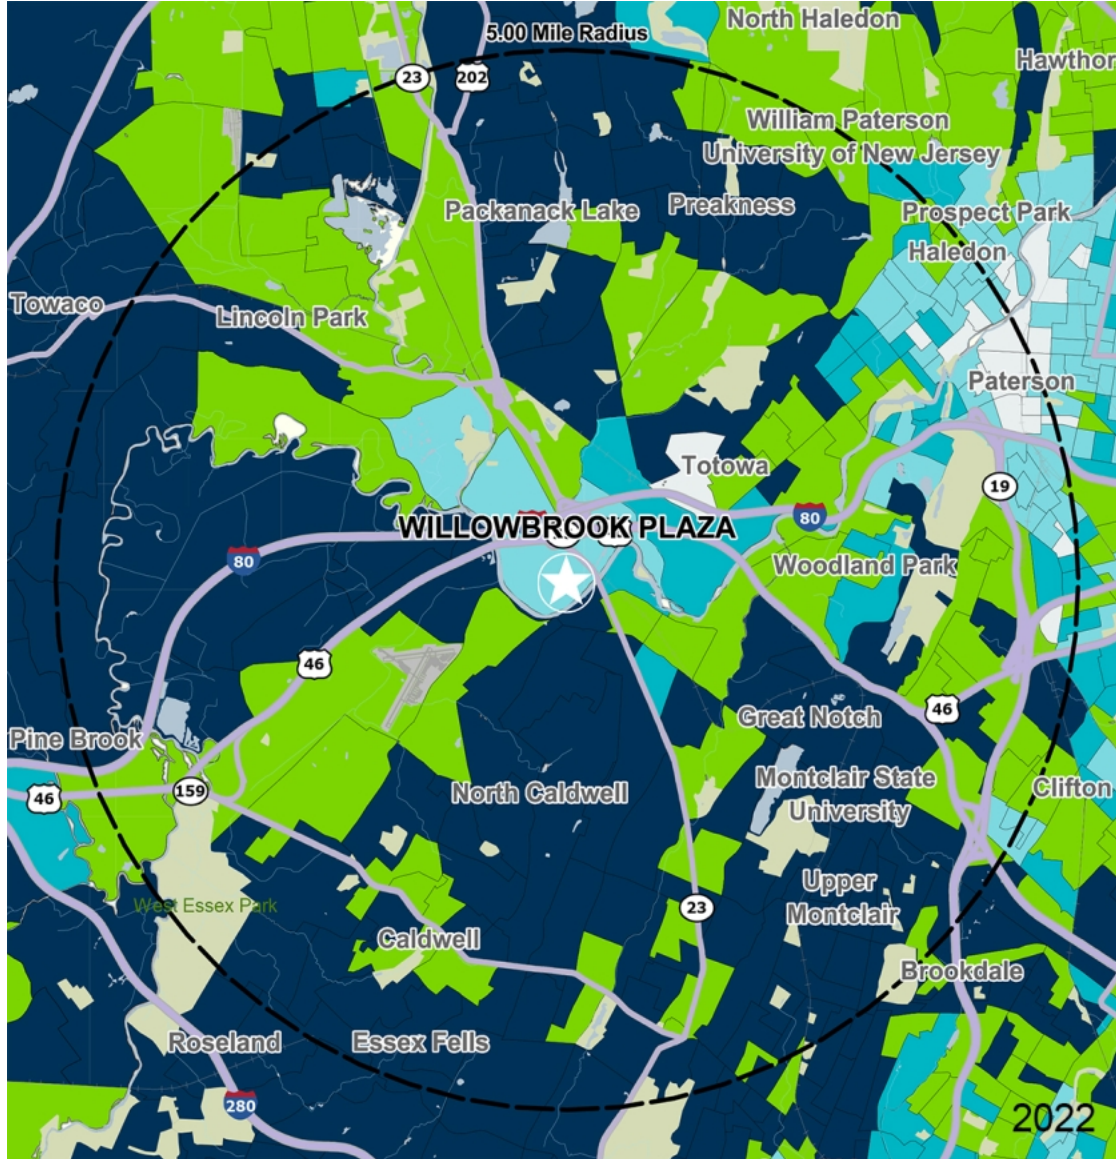 North Haledon
5.00 Mile Radius
Hawthor
23
202
William Paterson
University of New Jersey
Packanack Lake
Preakness
Prospect Park
Haledon
Towaco
Lincoln Park
Paterson
Totowa
19
80
WILLOWBROOK PLAZA
80
Woodland Park
46
46
Great Notch
Pine Brook
159
46
North Caldwell
Montclair State
University
Clifton
Upper
Montclair
23
West Essex Park
Caldwell
Brookdale
Roseland
Essex Fells
280
2022